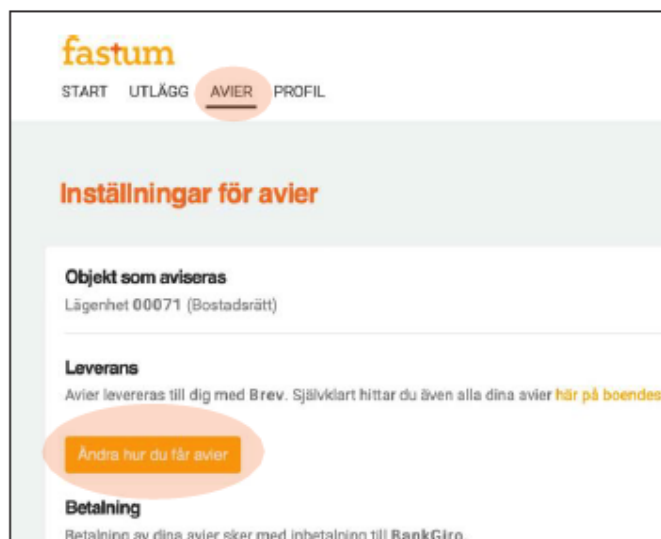 fastum
START UTLÄGG AVIER PROFIL
Inställningar för avier
Objekt som aviseras
Lägenhet 00071 (Bostadsrätt)
Leverans
Avier levereras till dig med Brev. Självklart hittar du även alla dina avier här på boendes
Ändra hur du får avier
Betalning
Betalning av dina avier sker med inbetalning till BankGiro.